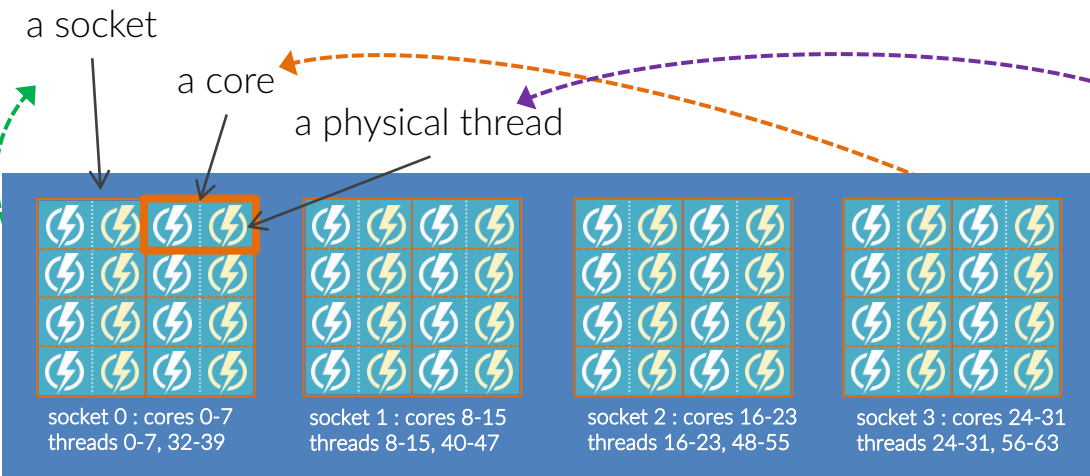 a socket
a core
a physical thread
socket 0 : cores 0-7
threads 0-7, 32-39
socket 1 : cores 8-15
threads 8-15, 40-47
socket 2 : cores 16-23
threads 16-23, 48-55
socket 3 : cores 24-31
threads 24-31, 56-63